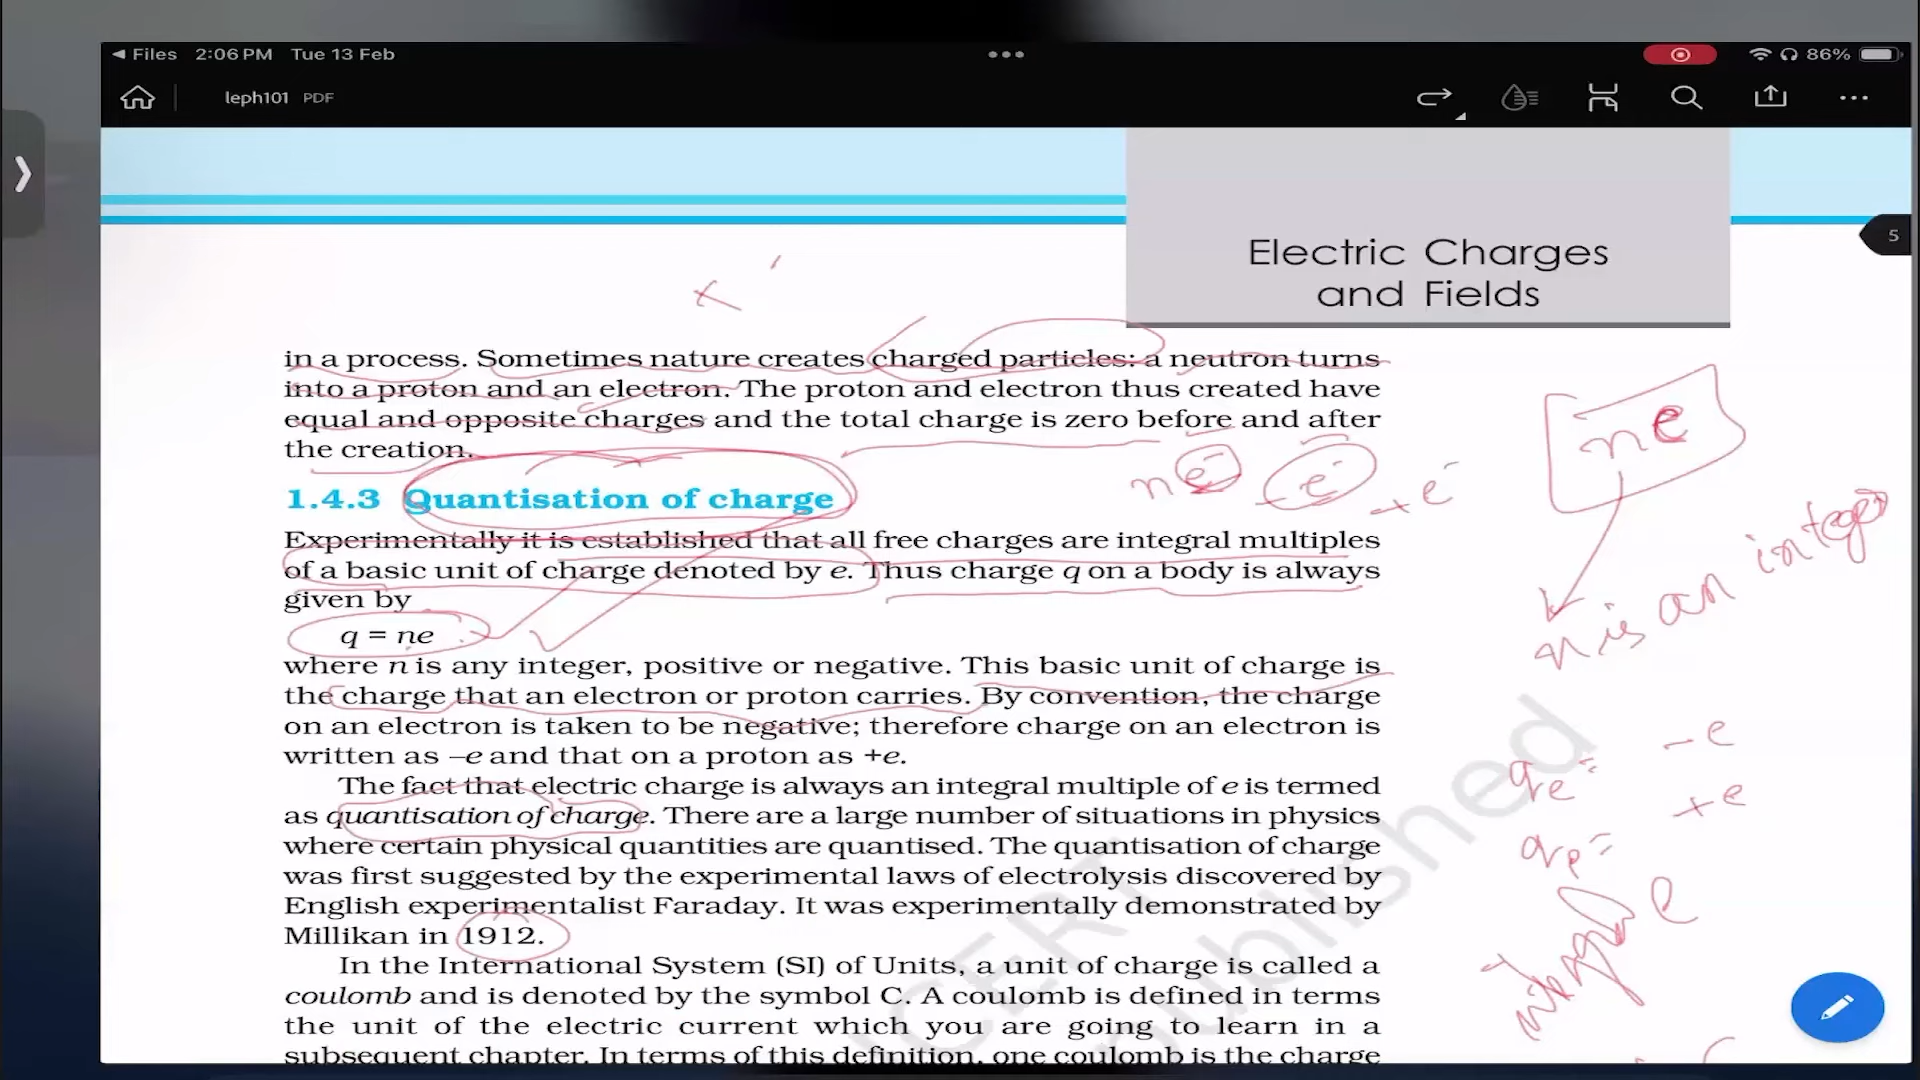 Files 2:06 PM Tue 13 Feb
86%
leph101 PDF
5
Electric Charges
and Fields
in a process. Sometimes nature creates charged particles: a neutron turns
into a proton and an electron. The proton and electron thus created have
equal and opposite charges and the total charge is zero before and after
the creation.
ne⁻ - e⁻ + e⁻
ne
1.4.3 Quantisation of charge
Experimentally it is established that all free charges are integral multiples
of a basic unit of charge denoted by e. Thus charge q on a body is always
given by
q = ne
n is an integer
where n is any integer, positive or negative. This basic unit of charge is
the charge that an electron or proton carries. By convention, the charge
on an electron is taken to be negative; therefore charge on an electron is
written as –e and that on a proton as +e.
qe = - e
qp = + e
The fact that electric charge is always an integral multiple of e is termed
as quantisation of charge. There are a large number of situations in physics
where certain physical quantities are quantised. The quantisation of charge
was first suggested by the experimental laws of electrolysis discovered by
English experimentalist Faraday. It was experimentally demonstrated by
Millikan in 1912.
integral e
In the International System (SI) of Units, a unit of charge is called a
coulomb and is denoted by the symbol C. A coulomb is defined in terms
the unit of the electric current which you are going to learn in a
subsequent chapter. In terms of this definition, one coulomb is the charge
published